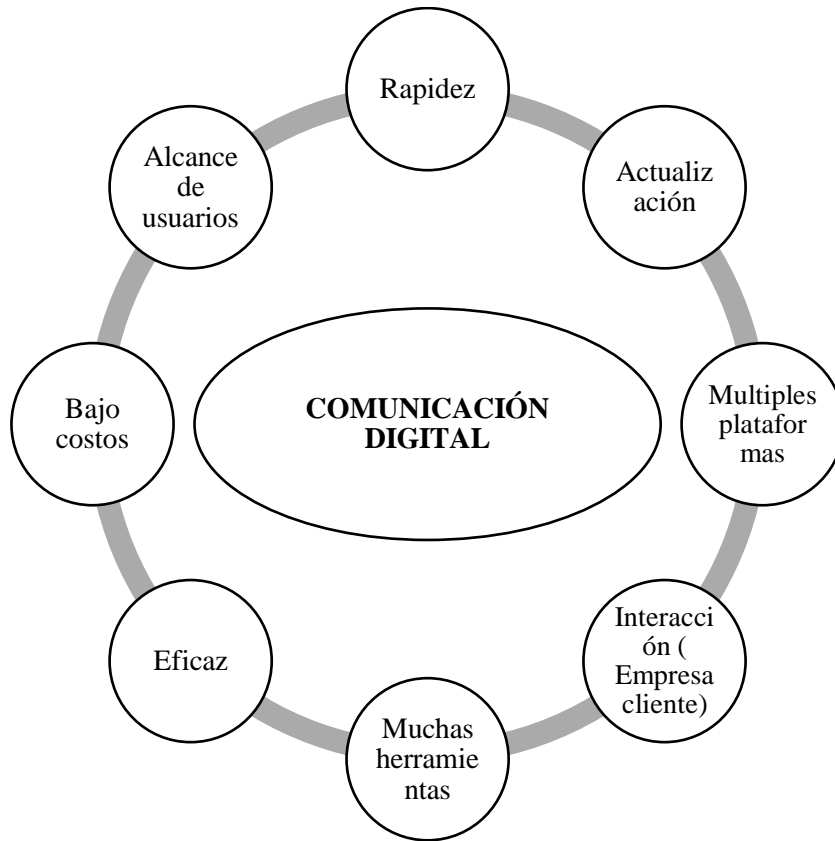 Rapidez
Actualiz
ación
Multiples
platafor
mas
Interacci
ón (
Empresa
cliente)
Muchas
herramie
ntas
Eficaz
Bajo
costos
Alcance
de
usuarios
COMUNICACIÓN
DIGITAL